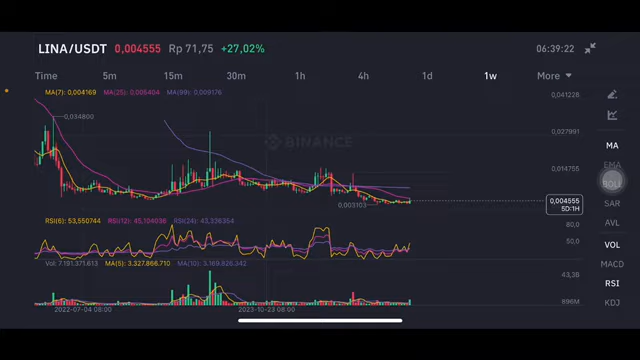 LINA/USDT 0,004555 Rp 71,75 +27,02% 06:39:22
Time 5m 15m 30m 1h 4h 1d 1w More
MA(7): 0,004169 MA(25): 0,005404 MA(99): 0,009176
0,041228
0,034800
0,027991
BINANCE
MA
EMA
0,014755
BOLL
0,004555
5D:1H
0,003103
SAR
RSI(6): 53,550744 RSI(12): 45,104036 RSI(24): 43,336354
80,0
AVL
50,0
VOL
Vol: 7.191.371.613 MA(5): 3.327.866.710 MA(10): 3.169.826.342
MACD
43,3B
RSI
896M
KDJ
2022-07-04 08:00 2023-10-23 08:00